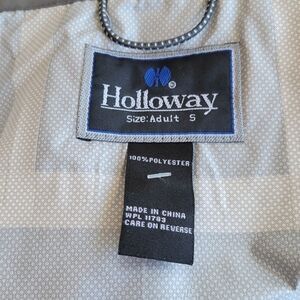 Holloway®
Size: Adult S
100%POLYESTER
MADE IN CHINA
WPL 11783
CARE ON REVERSE